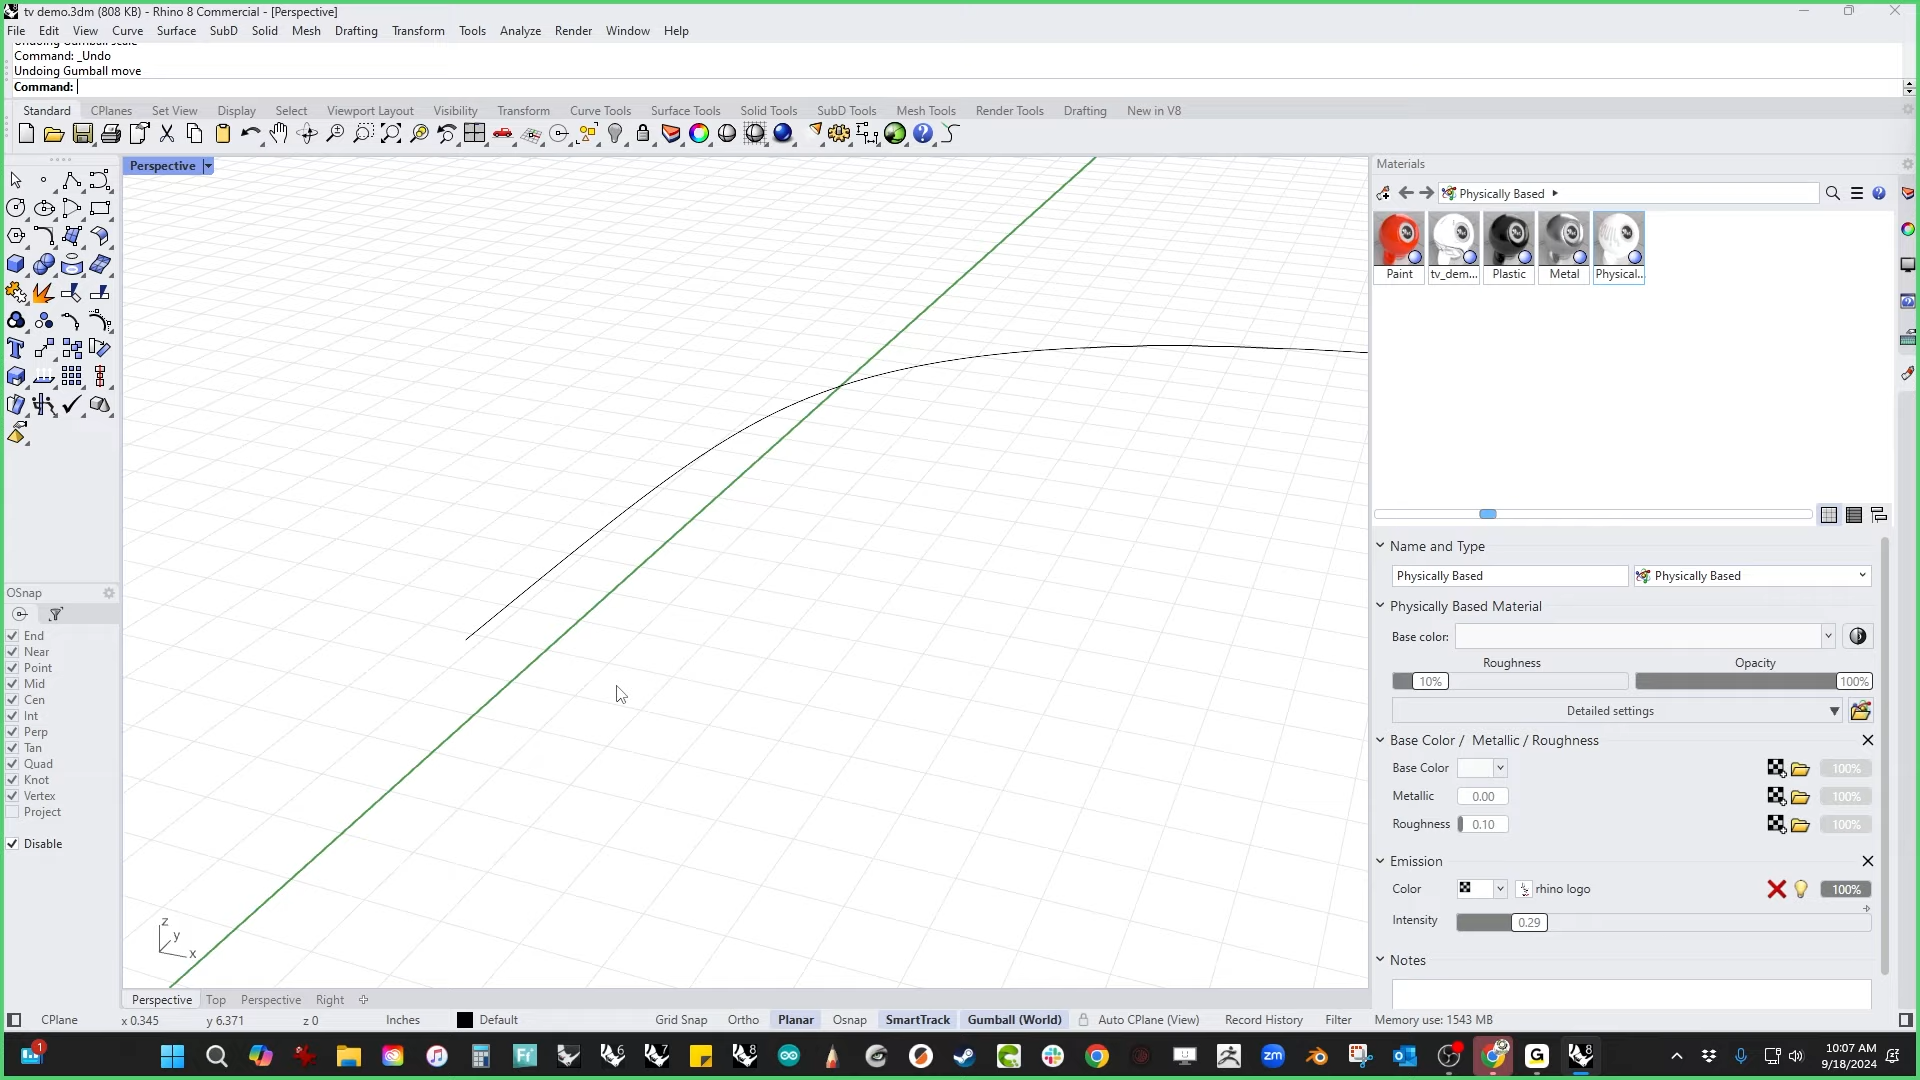 tv demo.3dm (808 KB) - Rhino 8 Commercial - [Perspective]
File Edit View Curve Surface SubD Solid Mesh Drafting Transform Tools Analyze Render Window Help
Undoing Gumball scale
Command: _Undo
Undoing Gumball move
Command:
Standard CPlanes Set View Display Select Viewport Layout Visibility Transform Curve Tools Surface Tools Solid Tools SubD Tools Mesh Tools Render Tools Drafting New in V8
Perspective
Materials
Physically Based
Paint tv_dem... Plastic Metal Physical...
Name and Type
Physically Based Physically Based
Physically Based Material
Base color:
Roughness Opacity
10% 100%
Detailed settings
Base Color / Metallic / Roughness
Base Color 100%
Metallic 0.00 100%
Roughness 0.10 100%
Emission
Color rhino logo 100%
Intensity 0.29
Notes
OSnap
End
Near
Point
Mid
Cen
Int
Perp
Tan
Quad
Knot
Vertex
Project
Disable
z
y
x
Perspective Top Perspective Right
CPlane x 0.345 y 6.371 z 0 Inches Default Grid Snap Ortho Planar Osnap SmartTrack Gumball (World) Auto CPlane (View) Record History Filter Memory use: 1543 MB
10:07 AM
9/18/2024